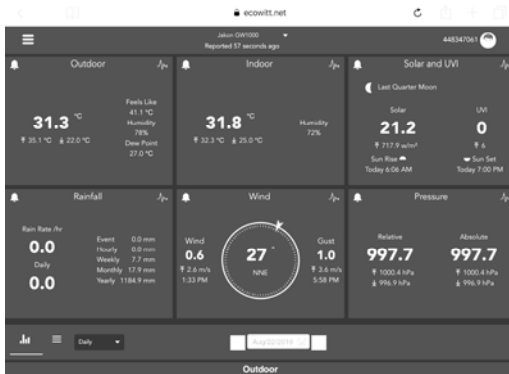 ecowitt.net
Jakon GW1000
Reported 57 seconds ago
448347061
Outdoor
31.3 °C
35.1 °C 22.0 °C
Feels Like
41.1 °C
Humidity
78%
Dew Point
27.0 °C
Indoor
31.8 °C
32.3 °C 25.0 °C
Humidity
72%
Solar and UVI
Last Quarter Moon
Solar
21.2
717.9 w/m²
UVI
0
6
Sun Rise
Today 6:06 AM
Sun Set
Today 7:00 PM
Rainfall
Rain Rate /hr
0.0
Daily
0.0
Event 0.0 mm
Hourly 0.0 mm
Weekly 7.7 mm
Monthly 17.9 mm
Yearly 1184.9 mm
Wind
Wind
0.6
2.6 m/s
1:33 PM
27 °
NNE
Gust
1.0
3.6 m/s
5:58 PM
Pressure
Relative
997.7
1000.4 hPa
996.9 hPa
Absolute
997.7
1000.4 hPa
996.9 hPa
Daily
Aug/02/2019
Outdoor